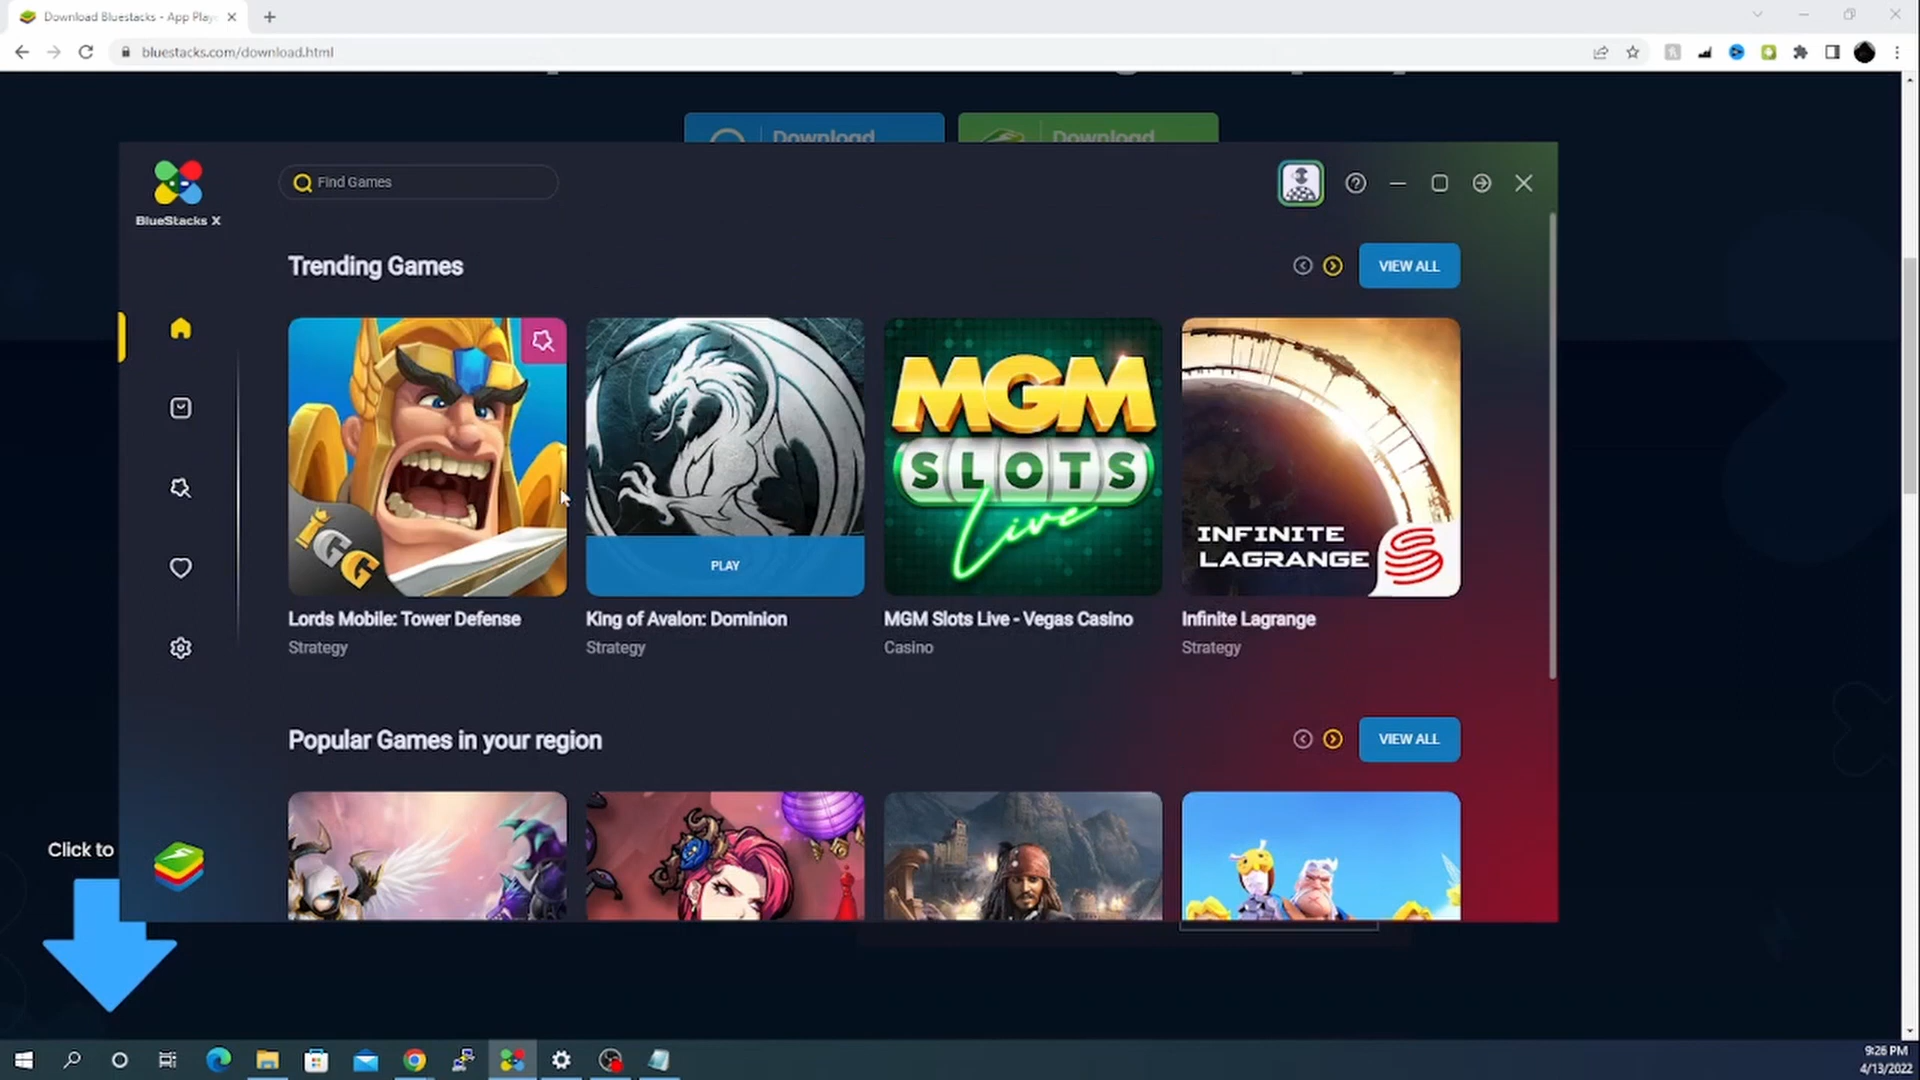 Download Bluestacks - App Playe
bluestacks.com/download.html
Download
Download
BlueStacks X
Find Games
Trending Games
VIEW ALL
IGG
PLAY
MGM
SLOTS
Live
INFINITE
LAGRANGE
Lords Mobile: Tower Defense
King of Avalon: Dominion
MGM Slots Live - Vegas Casino
Infinite Lagrange
Strategy
Strategy
Casino
Strategy
Popular Games in your region
VIEW ALL
Click to
9:26 PM
4/13/2022